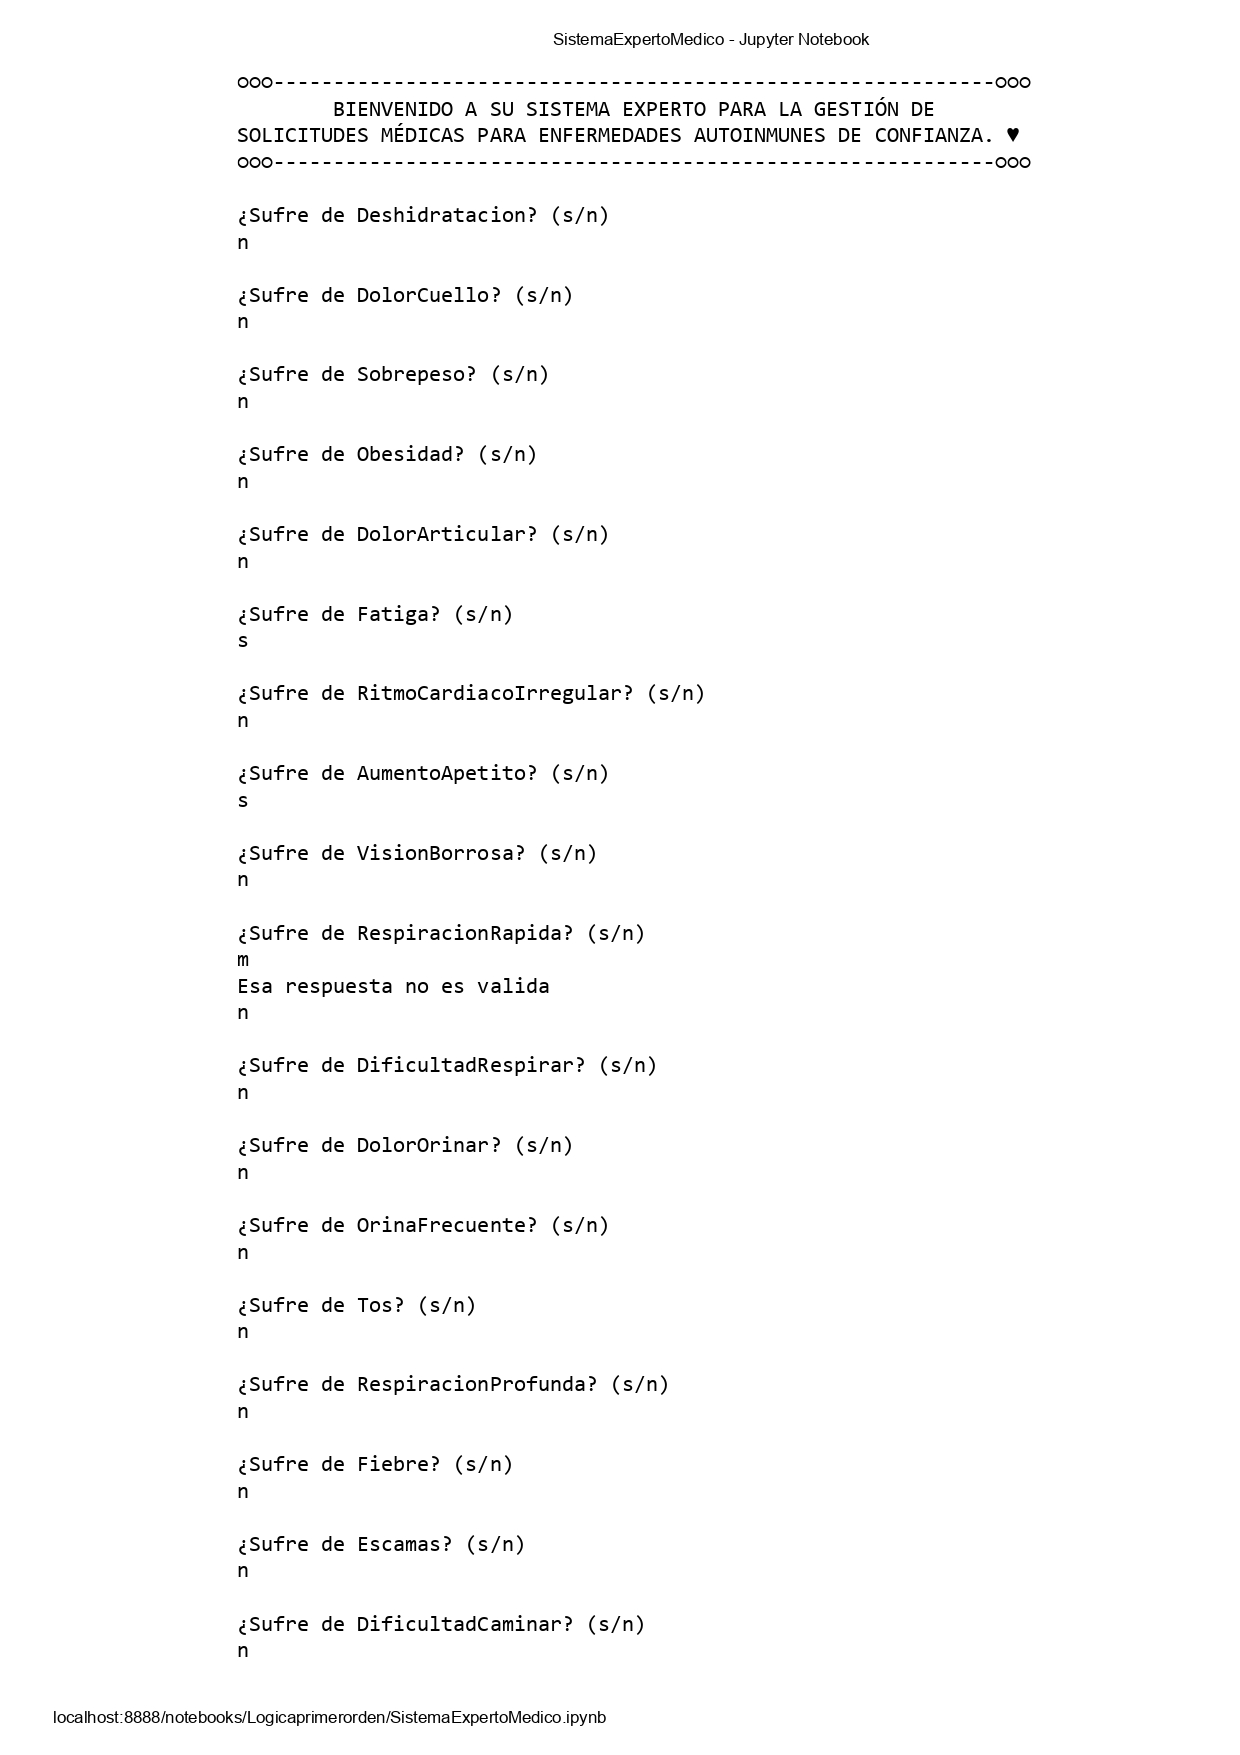 SistemaExpertoMedico - Jupyter Notebook
ooo------------------------------------------------------------ooo
BIENVENIDO A SU SISTEMA EXPERTO PARA LA GESTIÓN DE
SOLICITUDES MÉDICAS PARA ENFERMEDADES AUTOINMUNES DE CONFIANZA. ♥
ooo------------------------------------------------------------ooo
¿Sufre de Deshidratacion? (s/n)
n
¿Sufre de DolorCuello? (s/n)
n
¿Sufre de Sobrepeso? (s/n)
n
¿Sufre de Obesidad? (s/n)
n
¿Sufre de DolorArticular? (s/n)
n
¿Sufre de Fatiga? (s/n)
s
¿Sufre de RitmoCardiacoIrregular? (s/n)
n
¿Sufre de AumentoApetito? (s/n)
s
¿Sufre de VisionBorrosa? (s/n)
n
¿Sufre de RespiracionRapida? (s/n)
m
Esa respuesta no es valida
n
¿Sufre de DificultadRespirar? (s/n)
n
¿Sufre de DolorOrinar? (s/n)
n
¿Sufre de OrinaFrecuente? (s/n)
n
¿Sufre de Tos? (s/n)
n
¿Sufre de RespiracionProfunda? (s/n)
n
¿Sufre de Fiebre? (s/n)
n
¿Sufre de Escamas? (s/n)
n
¿Sufre de DificultadCaminar? (s/n)
n
localhost:8888/notebooks/Logicaprimerorden/SistemaExpertoMedico.ipynb